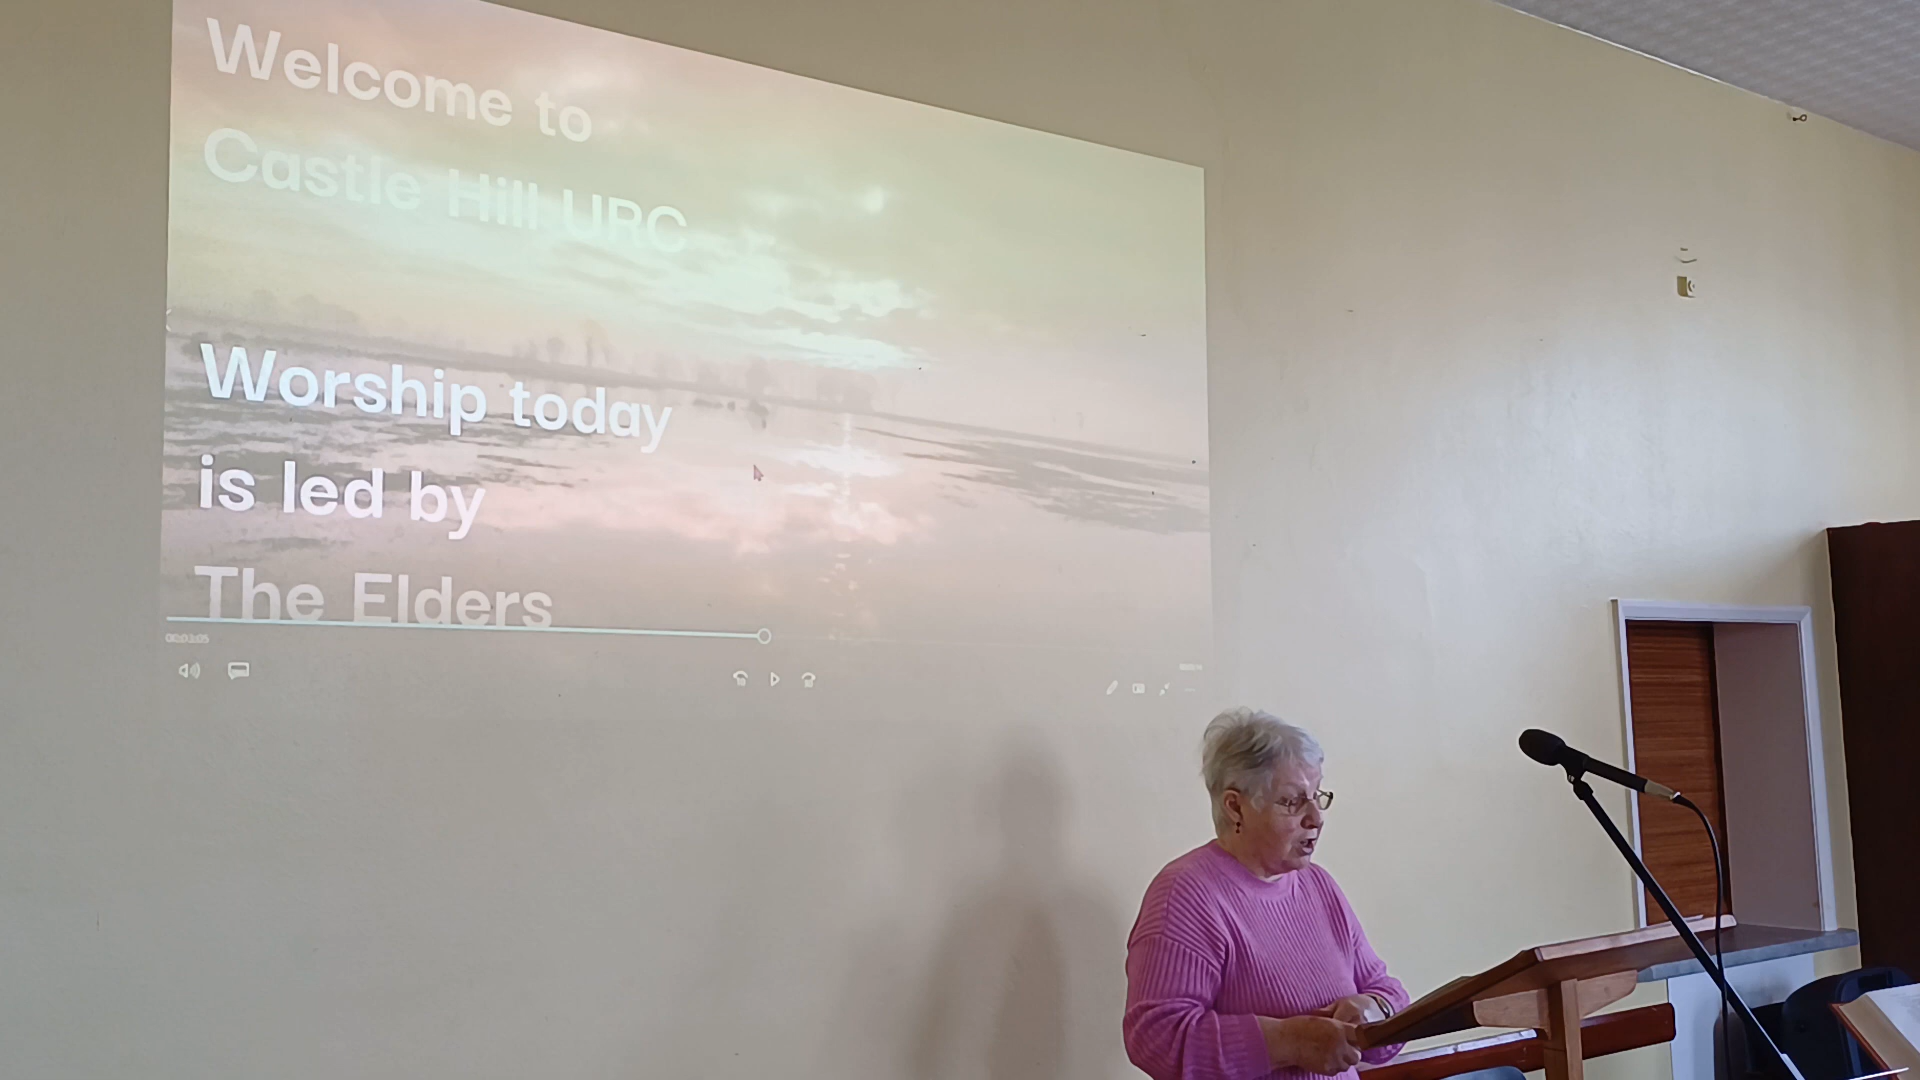 Welcome to
Castle Hill URC
Worship today
is led by
The Elders